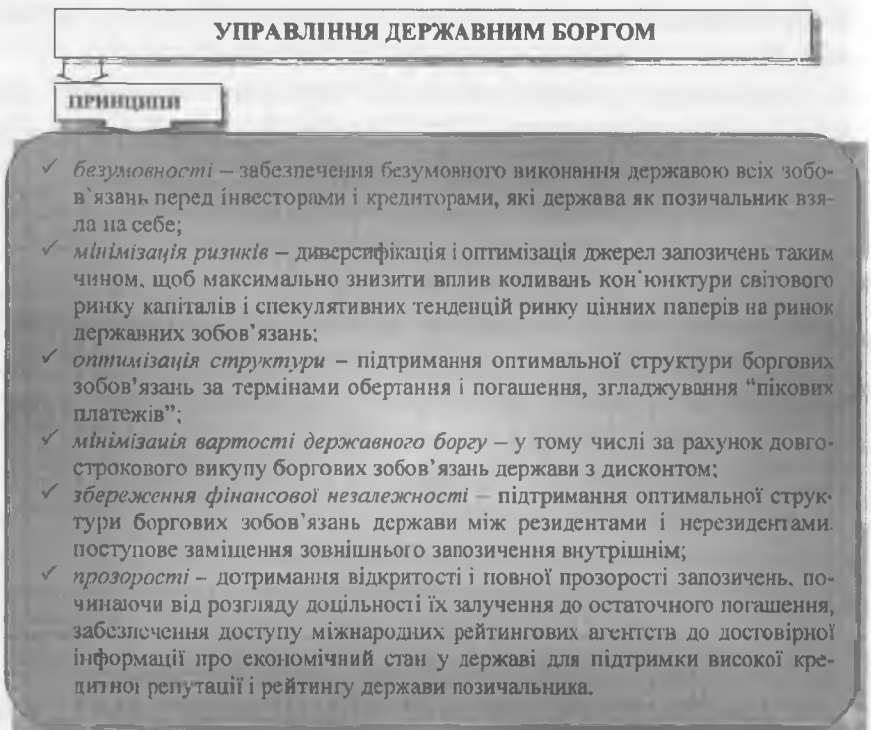 УПРАВЛІННЯ ДЕРЖАВНИМ БОРГОМ
ПРИНЦИПИ
✓ безумовності – забезпечення безумовного виконання державою всіх зобо-
в`язань перед інвесторами і кредиторами, які держава як позичальник взя-
ла на себе;
✓ мінімізація ризиків – диверсифікація і оптимізація джерел запозичень таким
чином, щоб максимально знизити вплив коливань кон'юнктури світового
ринку капіталів і спекулятивних тенденцій ринку цінних паперів на ринок
державних зобов'язань;
✓ оптимізація структури – підтримання оптимальної структури боргових
зобов'язань за термінами обертання і погашення, згладжування “пікових
платежів”;
✓ мінімізація вартості державного боргу – у тому числі за рахунок довго-
строкового викупу боргових зобов'язань держави з дисконтом;
✓ збереження фінансової незалежності – підтримання оптимальної струк-
тури боргових зобов'язань держави між резидентами і нерезидентами,
поступове заміщення зовнішнього запозичення внутрішнім;
✓ прозорості – дотримання відкритості і повної прозорості запозичень, по-
чинаючи від розгляду доцільності їх залучення до остаточного погашення,
забезпечення доступу міжнародних рейтингових агентств до достовірної
інформації про економічний стан у державі для підтримки високої кре-
дитної репутації і рейтингу держави позичальника.